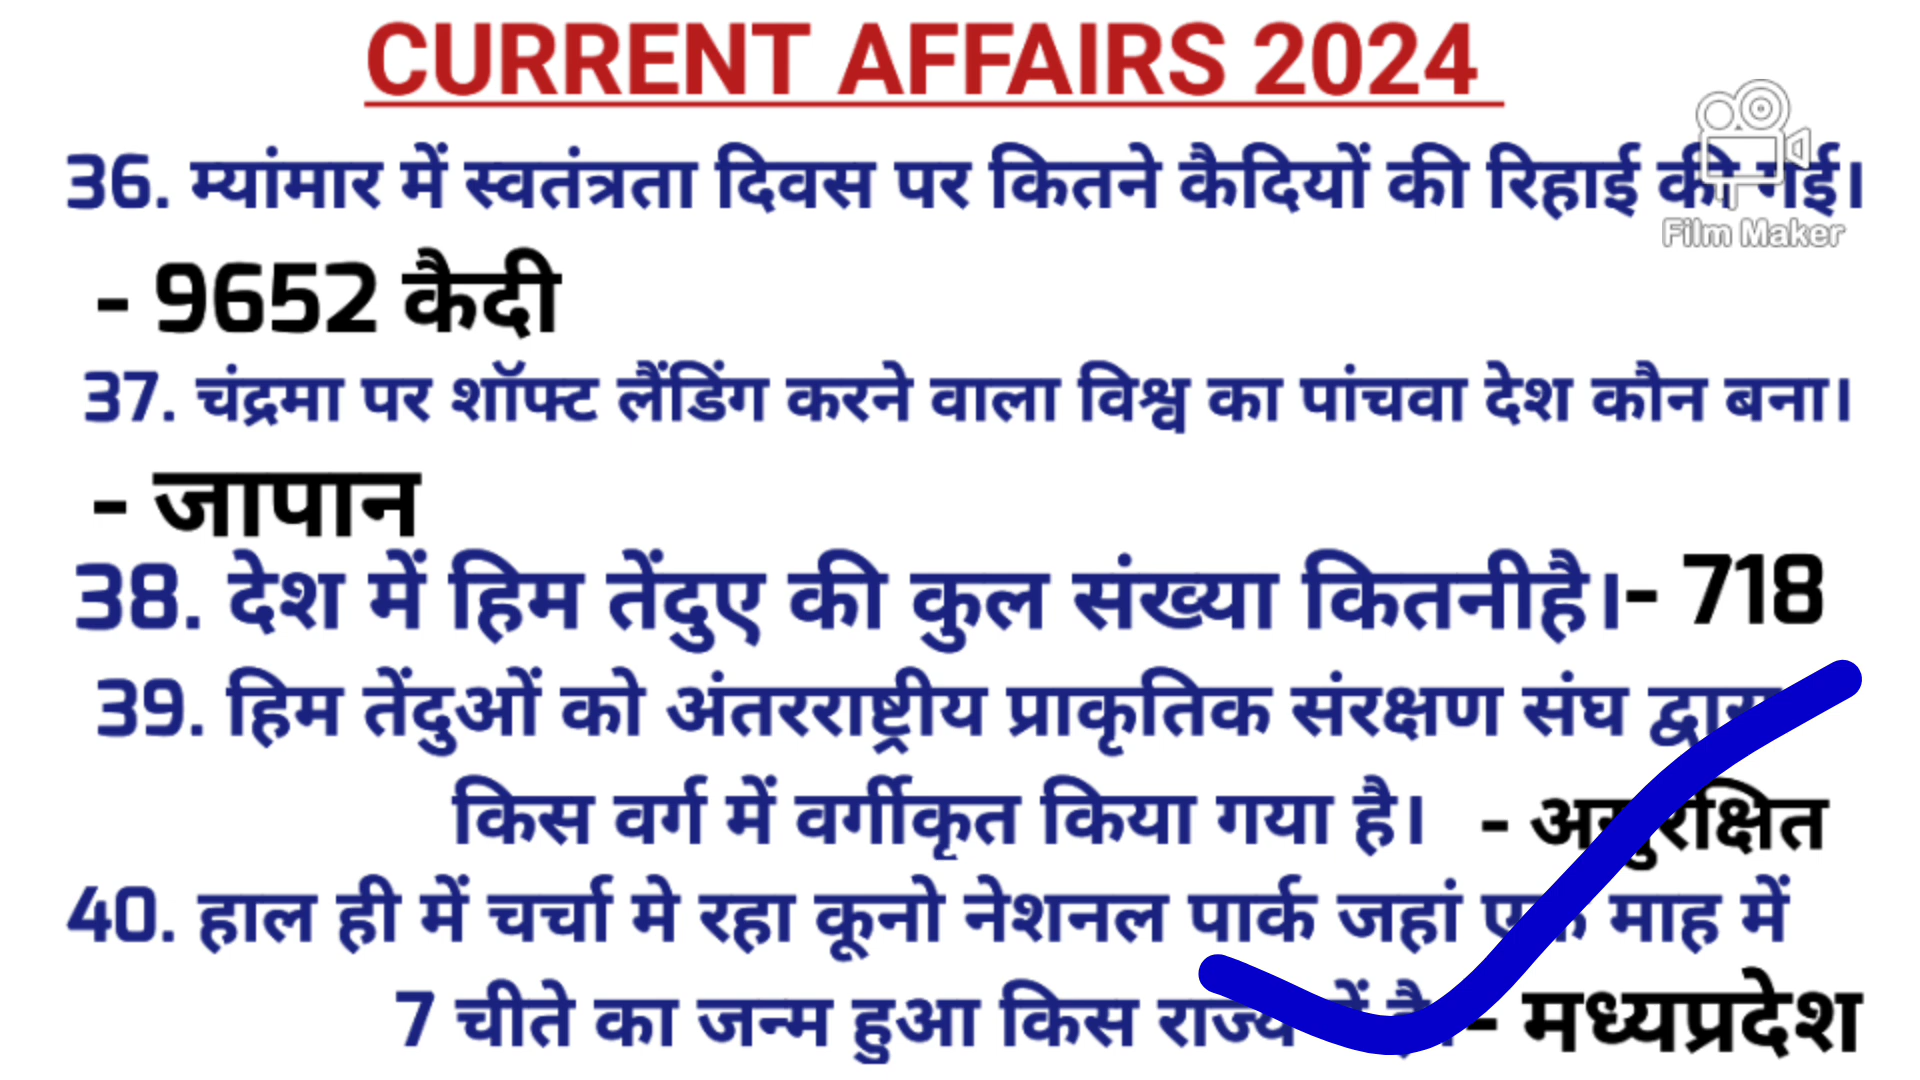 CURRENT AFFAIRS 2024
36. म्यांमार में स्वतंत्रता दिवस पर कितने कैदियों की रिहाई की गई।
Film Maker
- 9652 कैदी
37. चंद्रमा पर शॉफ्ट लैंडिंग करने वाला विश्व का पांचवा देश कौन बना।
- जापान
38. देश में हिम तेंदुए की कुल संख्या कितनीहै।- 718
39. हिम तेंदुओं को अंतरराष्ट्रीय प्राकृतिक संरक्षण संघ द्वारा
किस वर्ग में वर्गीकृत किया गया है। - असुरक्षित
40. हाल ही में चर्चा मे रहा कूनो नेशनल पार्क जहां एक माह में
7 चीते का जन्म हुआ किस राज्य में है। - मध्यप्रदेश